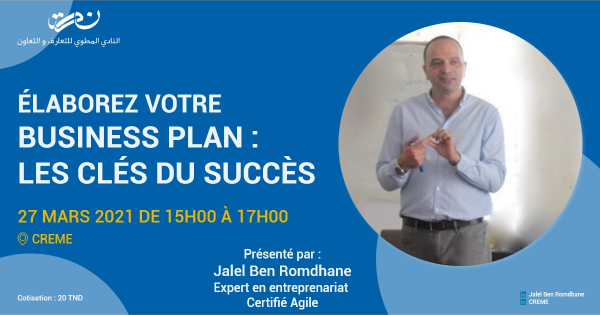 النادي المطوي للتعارف و التعاون
ÉLABOREZ VOTRE
BUSINESS PLAN :
LES CLÉS DU SUCCÈS
27 MARS 2021 DE 15H00 À 17H00
CREME
Présenté par :
Jalel Ben Romdhane
Expert en entreprenariat
Certifié Agile
Cotisation : 20 TND
Jalel Ben Romdhane
CREME